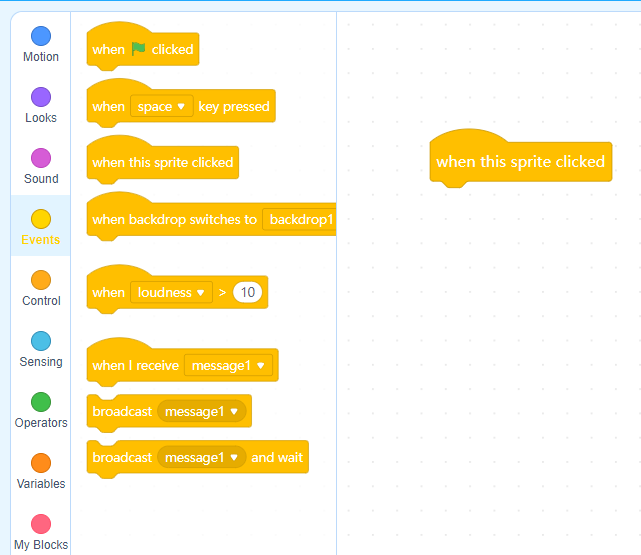 Motion
Looks
Sound
Events
Control
Sensing
Operators
Variables
My Blocks
when clicked
when space key pressed
when this sprite clicked
when backdrop switches to backdrop1
when loudness > 10
when I receive message1
broadcast message1
broadcast message1 and wait
when this sprite clicked